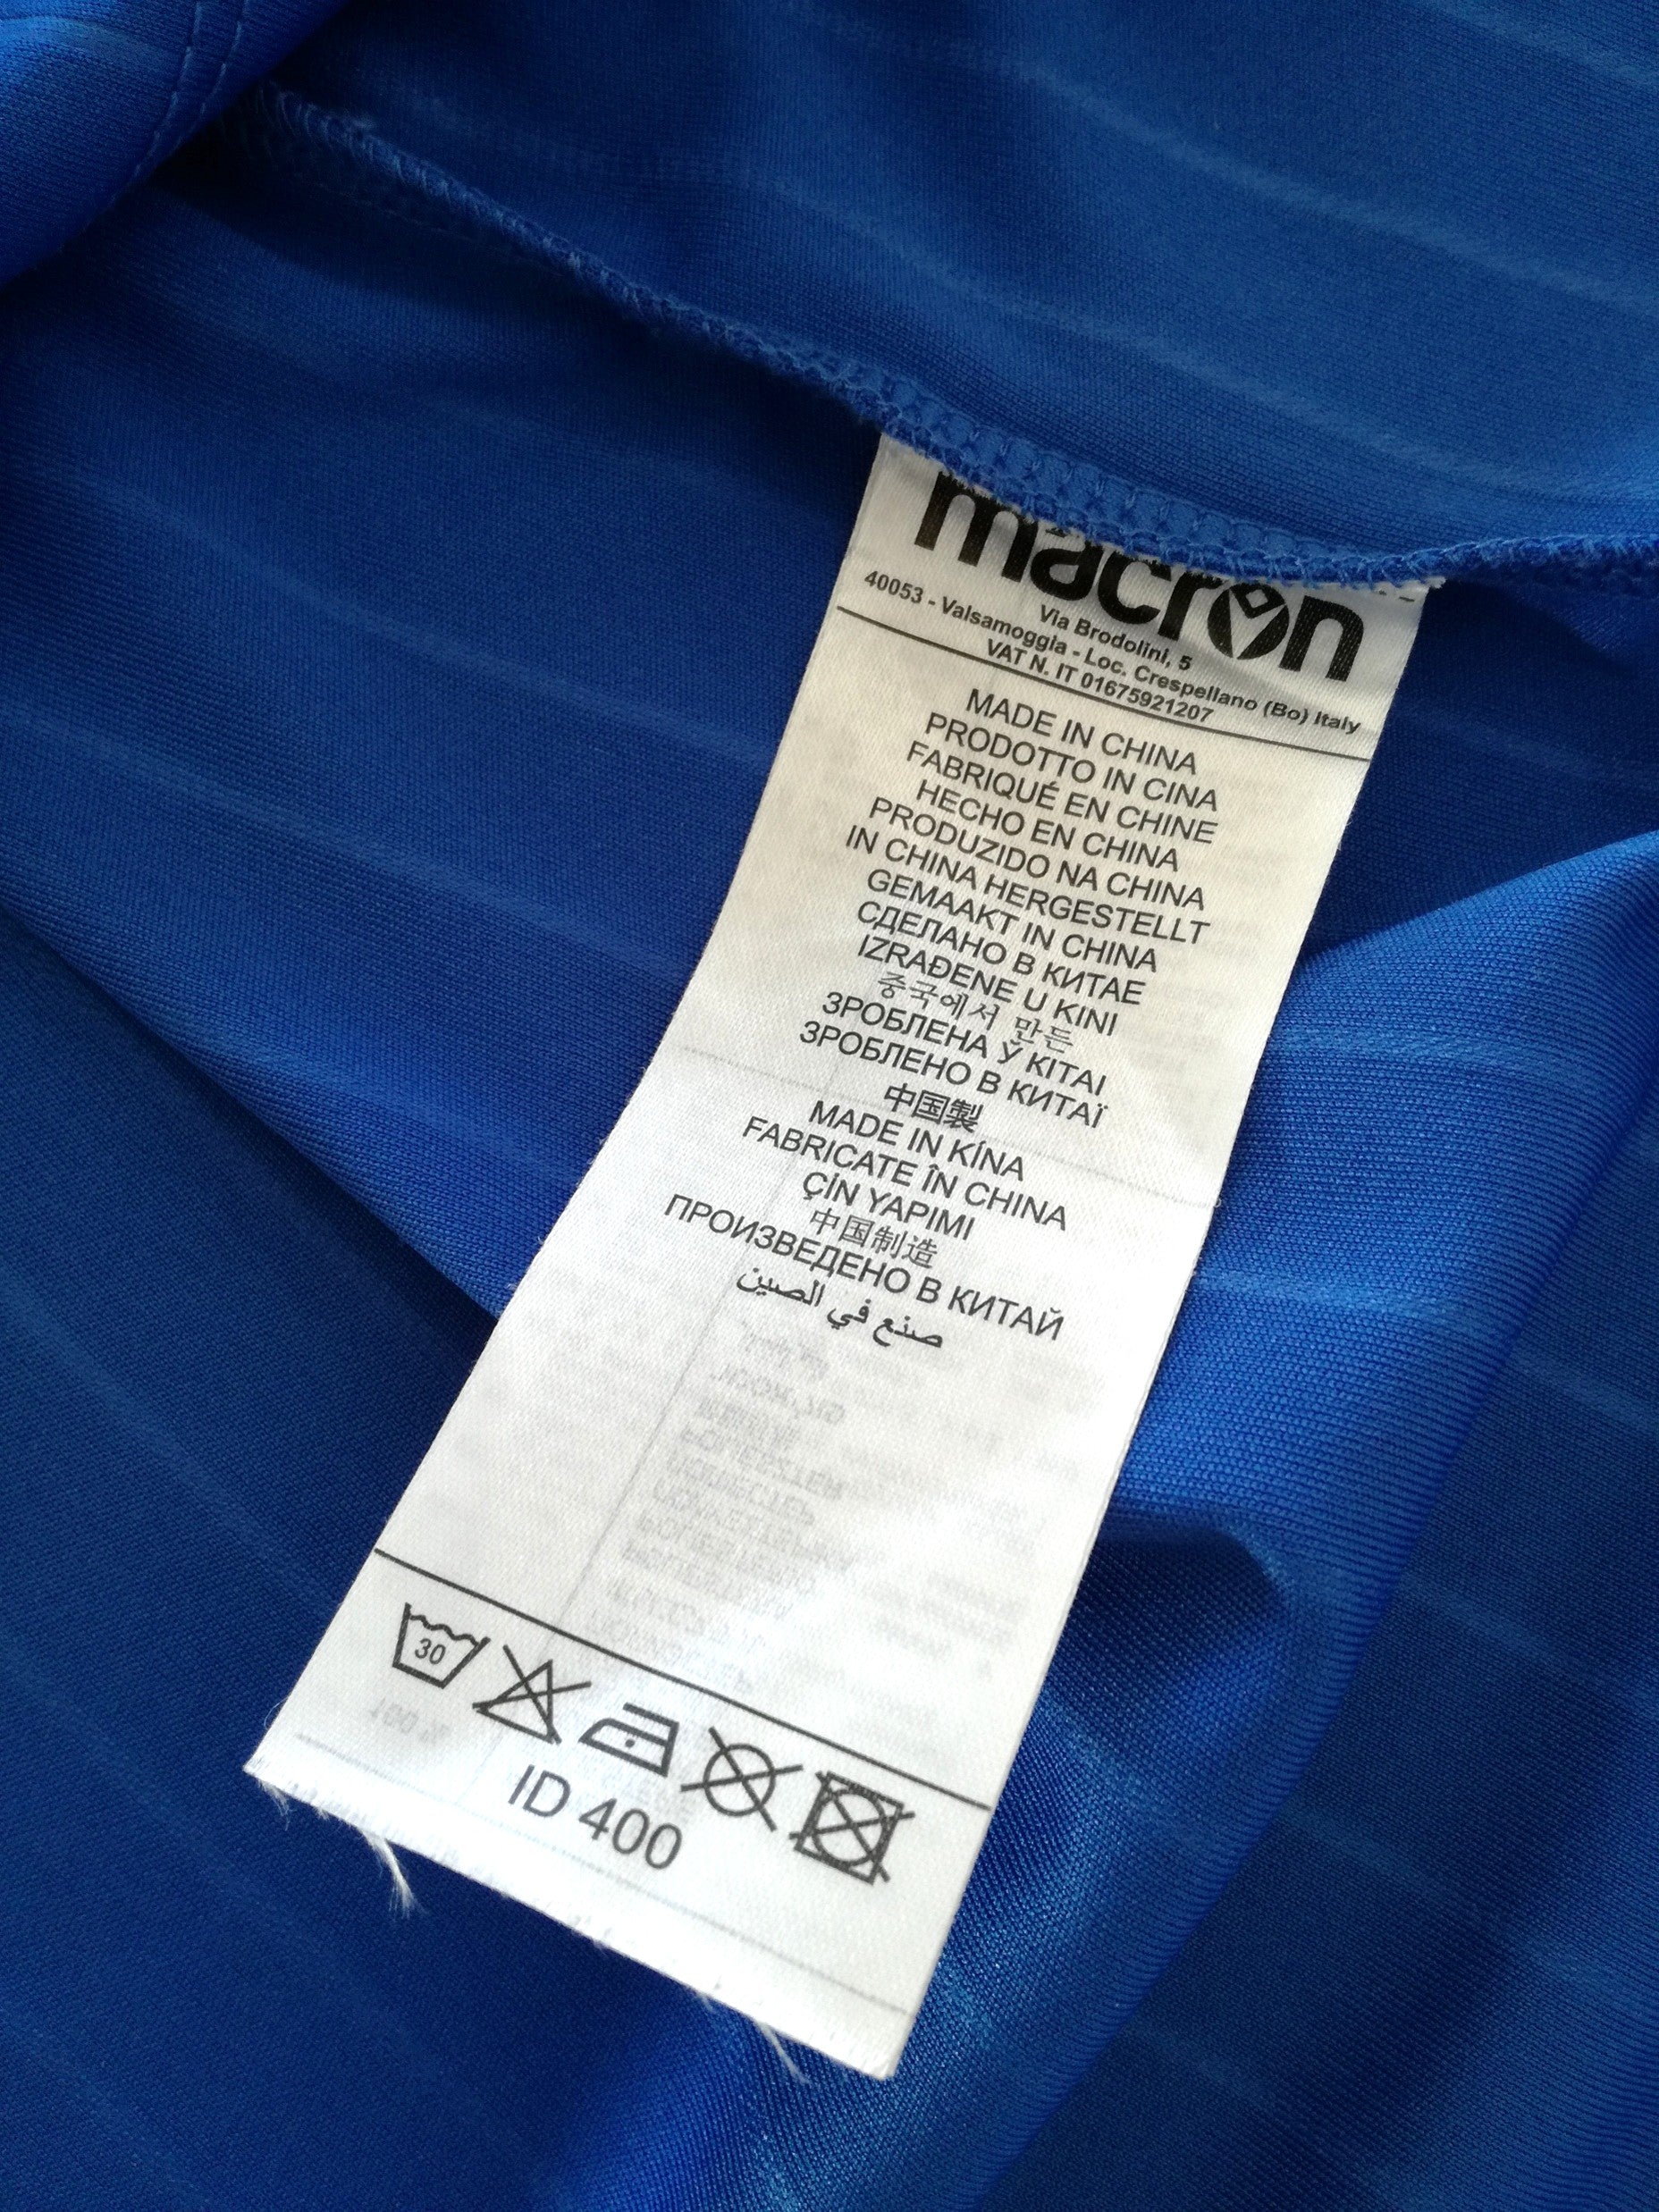 macron
Via Brodolini, 5
40053 - Valsamoggia - Loc. Crespellano (Bo) Italy
VAT N. IT 01675921207
MADE IN CHINA
PRODOTTO IN CINA
FABRIQUÉ EN CHINE
HECHO EN CHINA
PRODUZIDO NA CHINA
IN CHINA HERGESTELLT
GEMAAKT IN CHINA
СДЕЛАНО В КИТАЕ
IZRAĐENE U KINI
중국에서 만든
ЗРОБЛЕНА Ў КІТАІ
ЗРОБЛЕНО В КИТАЇ
中国製
MADE IN KÍNA
FABRICATE ÎN CHINA
ÇİN YAPIMI
中国制造
ПРОИЗВЕДЕНО В КИТАЙ
صنع في الصين
30
ID 400